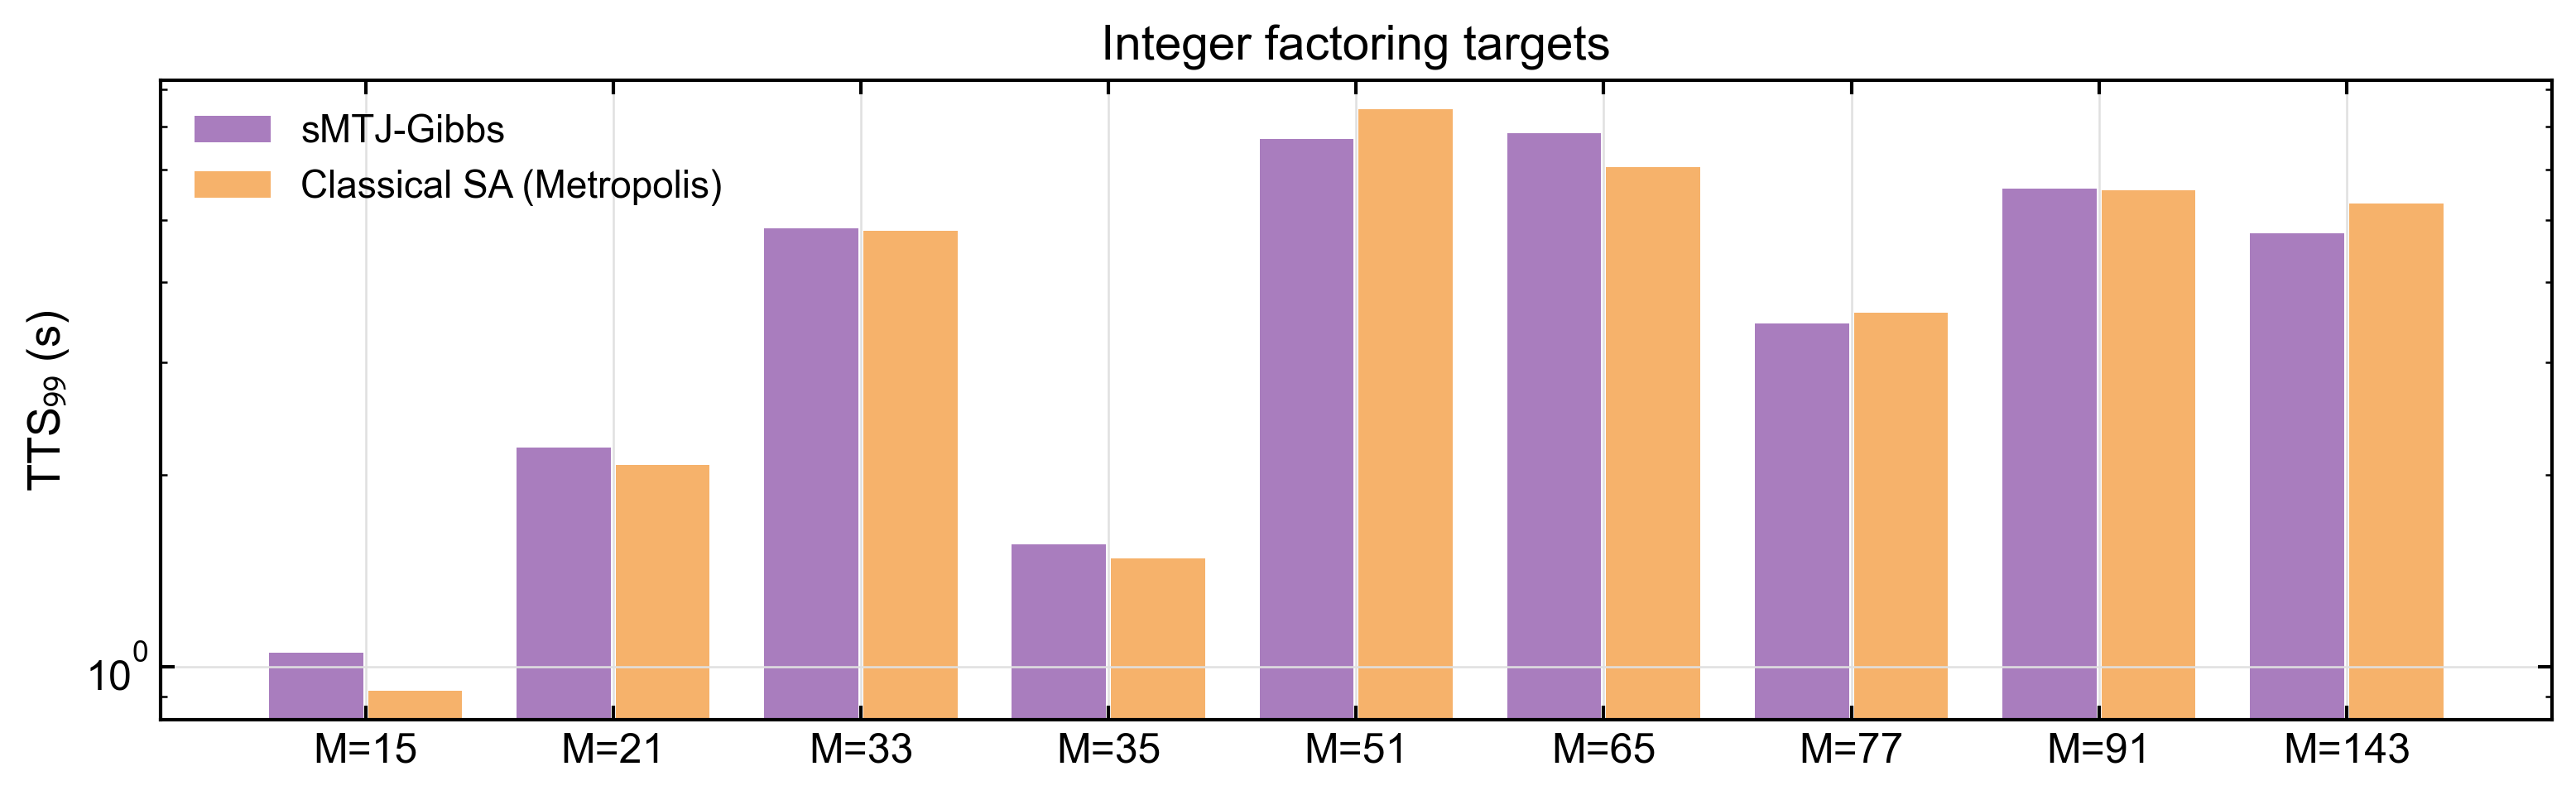 Integer factoring targets
sMTJ-Gibbs
Classical SA (Metropolis)
TTS₉₉ (s)
10⁰
M=15 M=21 M=33 M=35 M=51 M=65 M=77 M=91 M=143